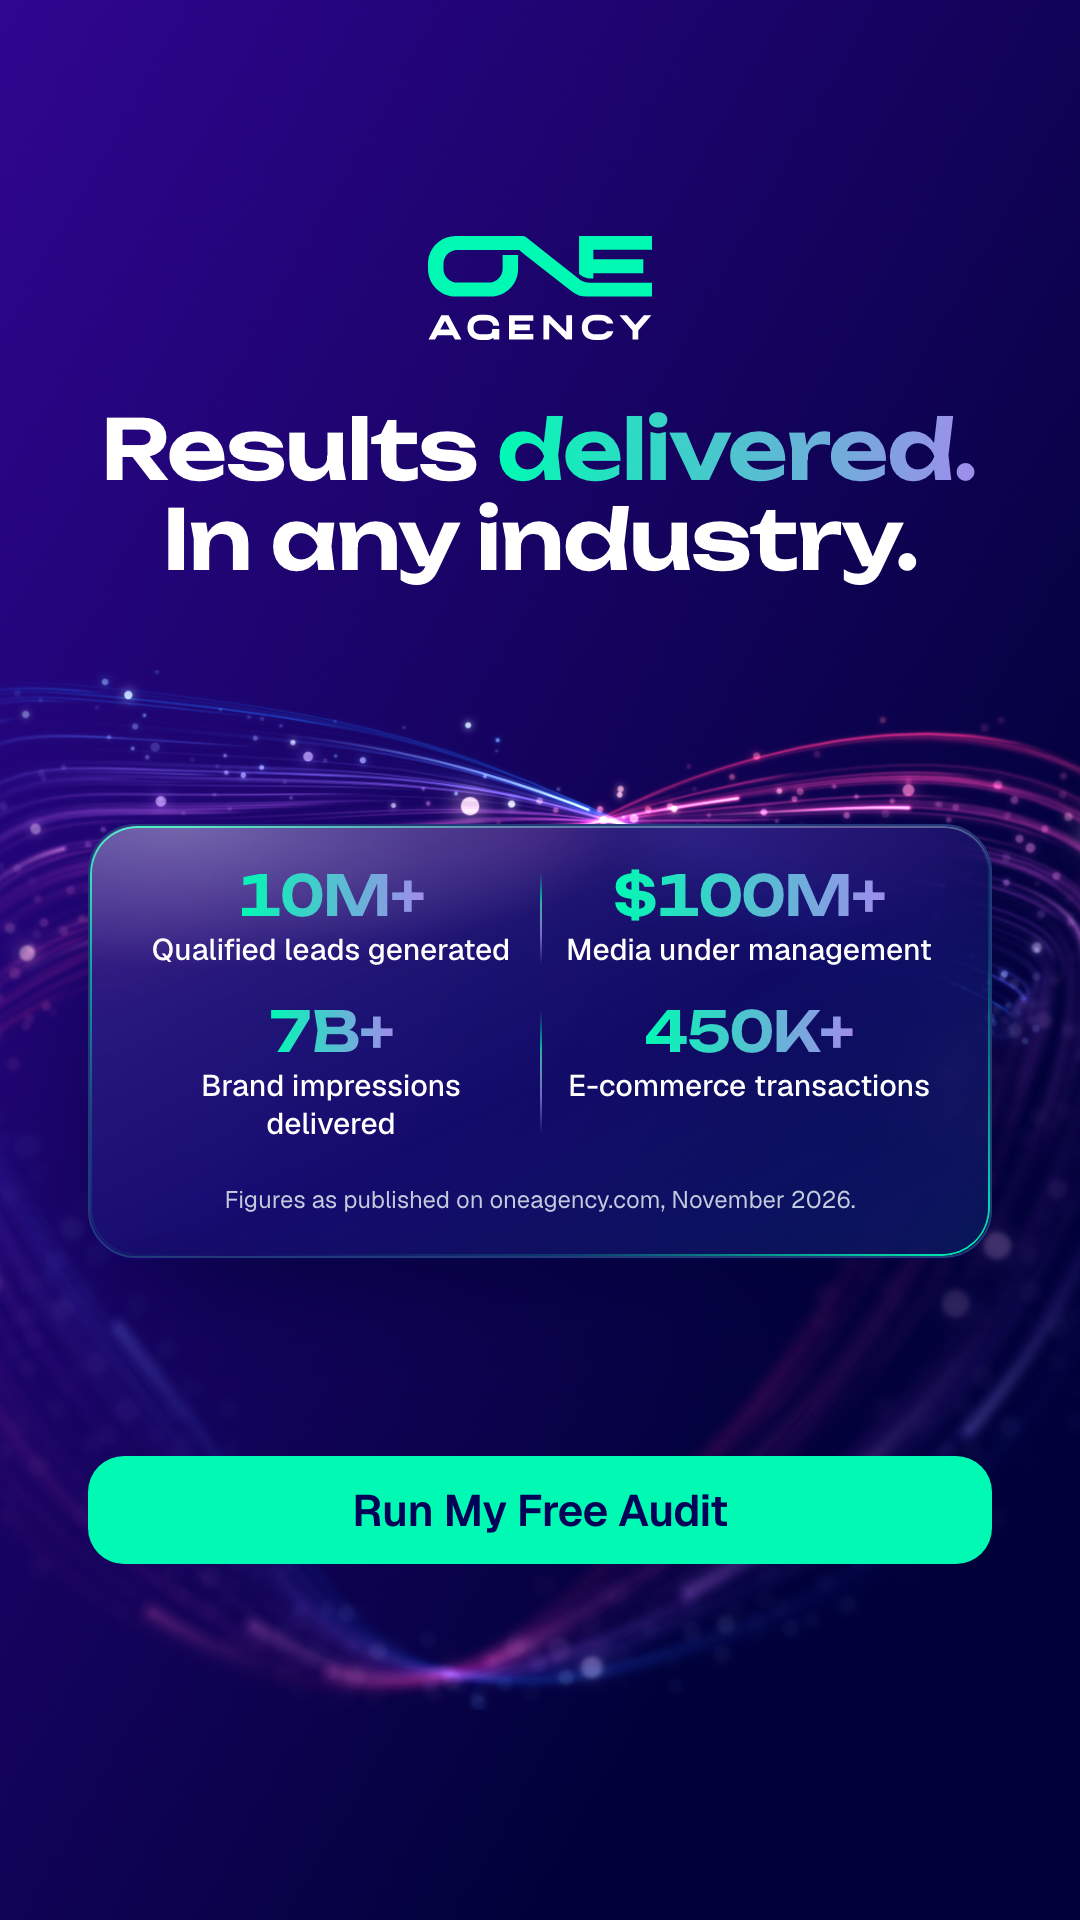 ONE
AGENCY
Results delivered.
In any industry.
10M+
Qualified leads generated
$100M+
Media under management
7B+
Brand impressions
delivered
450K+
E-commerce transactions
Figures as published on oneagency.com, November 2026.
Run My Free Audit